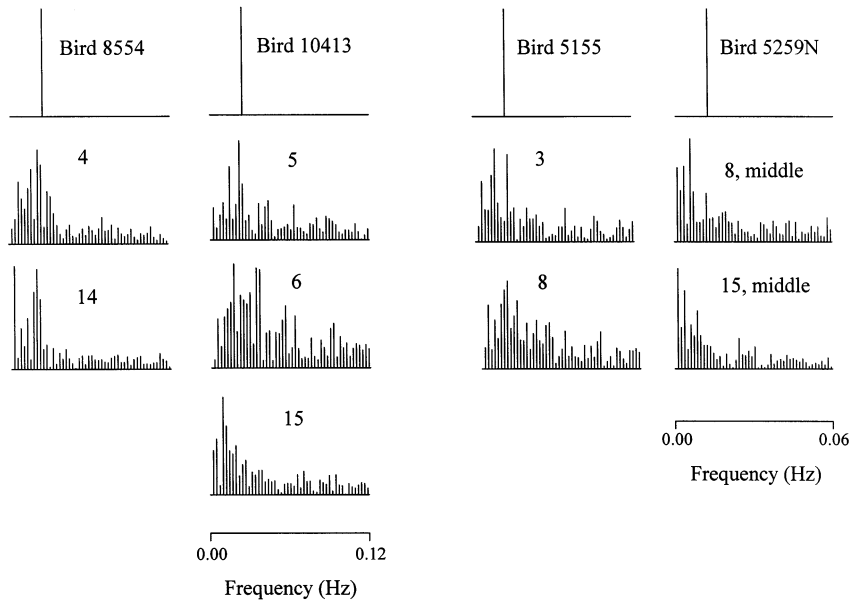 Bird 8554
Bird 10413
Bird 5155
Bird 5259N
4
5
3
8, middle
14
6
8
15, middle
15
0.00 0.06
Frequency (Hz)
0.00 0.12
Frequency (Hz)